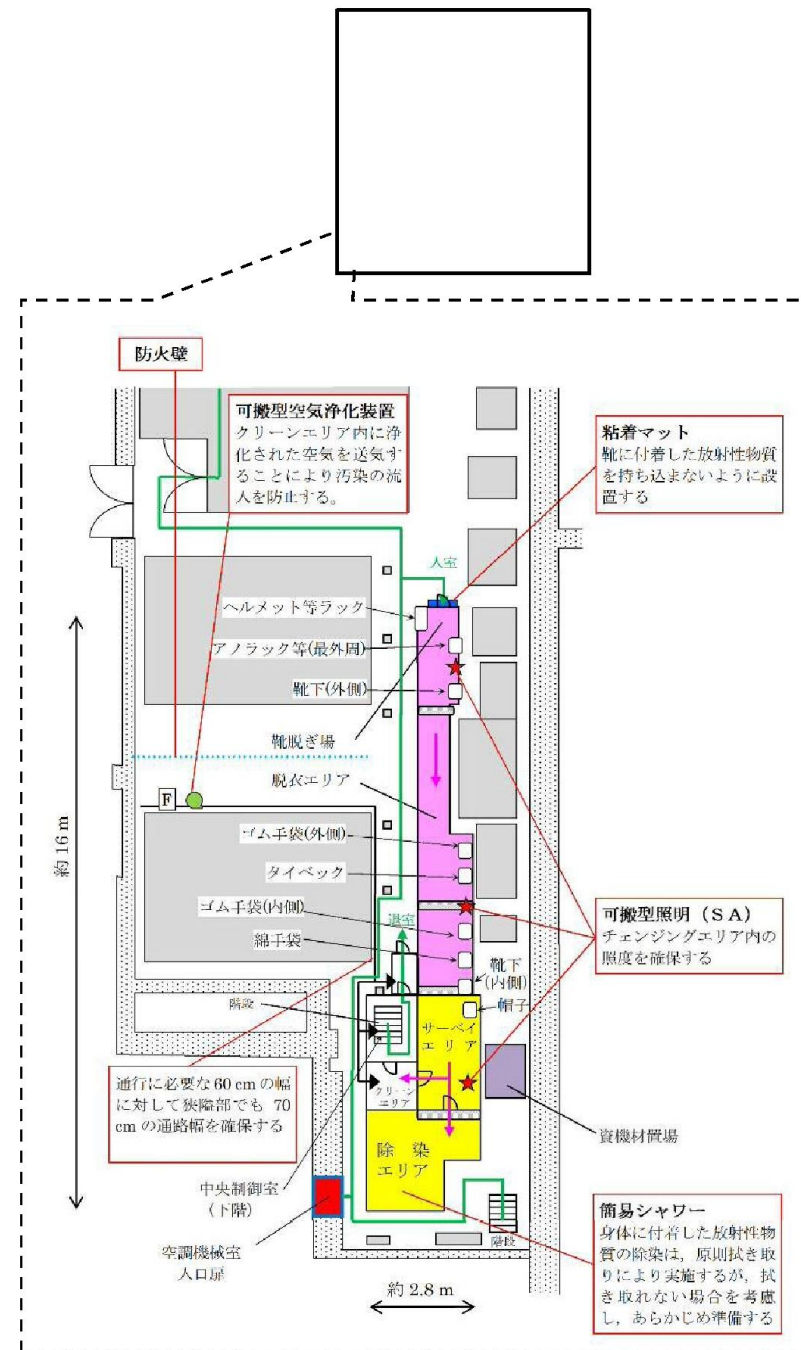 防火壁
可搬型空気浄化装置
クリーンエリア内に浄
化された空気を送気す
ることにより汚染の流
入を防止する。
粘着マット
靴に付着した放射性物質
を持ち込まないように設
置する
入室
ヘルメット等ラック
アノラック等(最外周)
靴下(外側)
靴脱ぎ場
脱衣エリア
F
ゴム手袋(外側)
タイベック
ゴム手袋(内側)
綿手袋
退室
約16 m
可搬型照明（ＳＡ）
チェンジングエリア内の
照度を確保する
靴下
(内側)
帽子
階段
サーベイ
エ リ ア
クリーン
エリア
通行に必要な 60 cm の幅
に対して狭隘部でも 70
cm の通路幅を確保する
資機材置場
除 染
エリア
中央制御室
(下階)
空調機械室
入口扉
階段
約 2.8 m
簡易シャワー
身体に付着した放射性物
質の除染は，原則拭き取
りにより実施するが，拭
き取れない場合を考慮
し，あらかじめ準備する